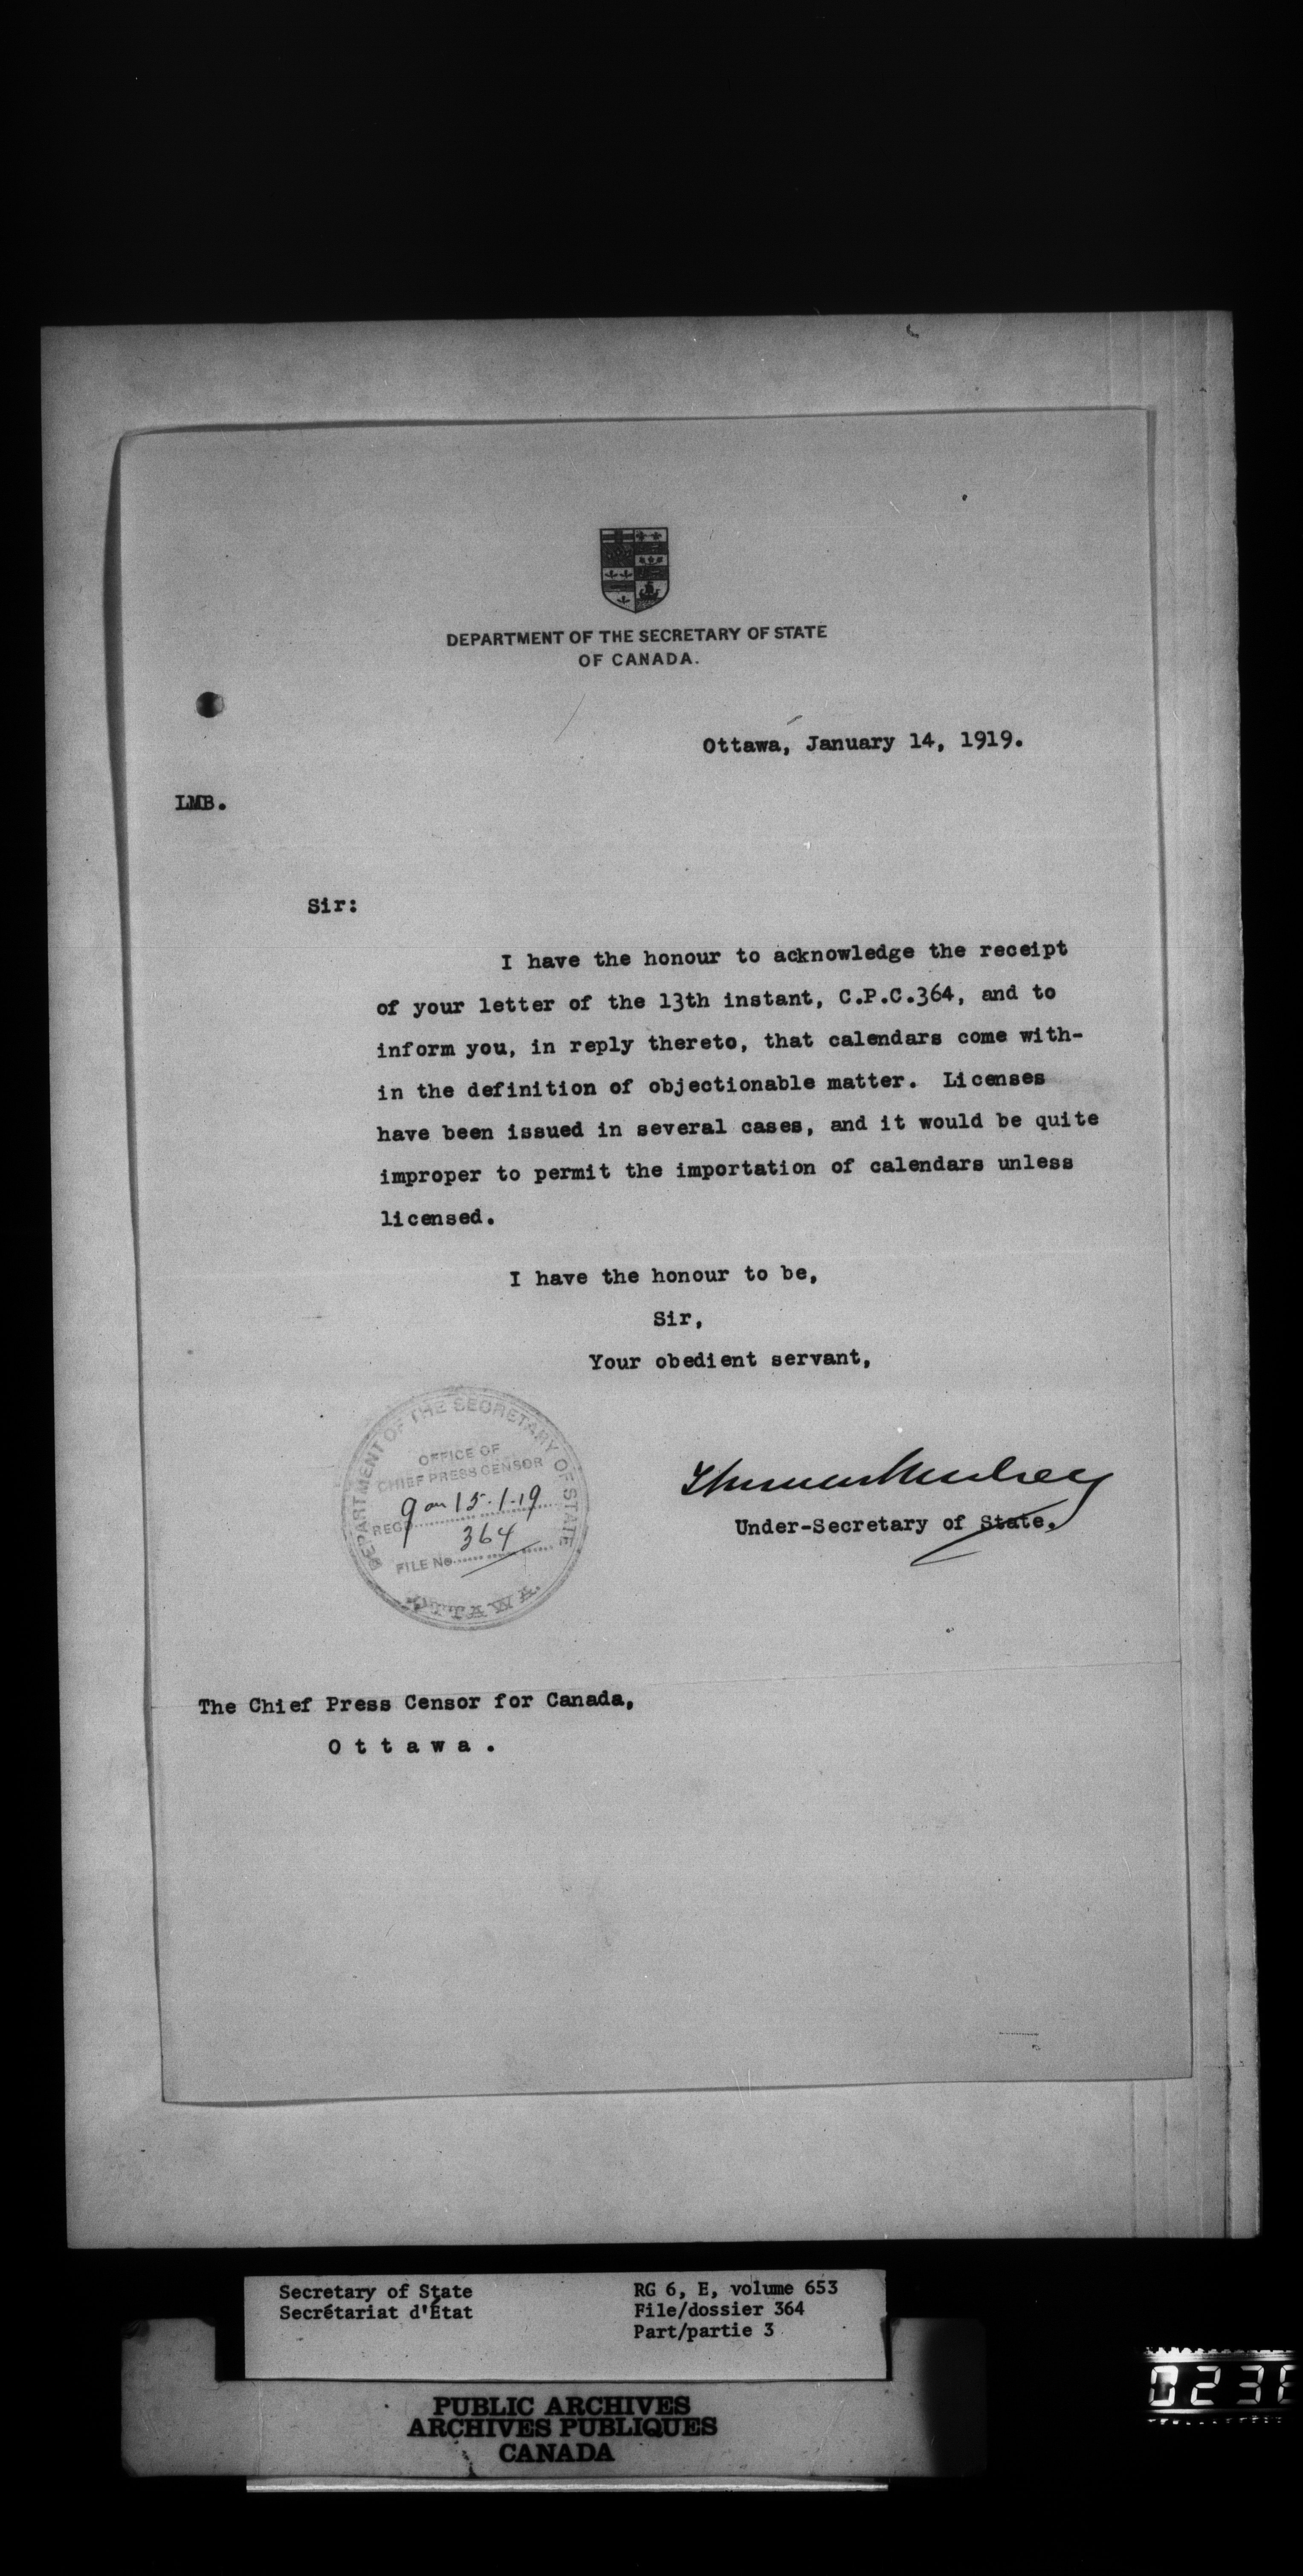 DEPARTMENT OF THE SECRETARY OF STATE
OF CANADA.
Ottawa, January 14, 1919.
LMB.
Sir:
I have the honour to acknowledge the receipt
of your letter of the 13th instant, C.P.C.364, and to
inform you, in reply thereto, that calendars come with-
in the definition of objectionable matter. Licenses
have been issued in several cases, and it would be quite
improper to permit the importation of calendars unless
licensed.
I have the honour to be,
Sir,
Your obedient servant,
Thomas Mulvey
Under-Secretary of State.
DEPARTMENT OF THE SECRETARY OF STATE
OFFICE OF
CHIEF PRESS CENSOR
REGD 15.1.19
FILE No 364
OTTAWA.
The Chief Press Censor for Canada,
Ottawa.
Secretary of State
Secrétariat d'État
RG 6, E, volume 653
File/dossier 364
Part/partie 3
PUBLIC ARCHIVES
ARCHIVES PUBLIQUES
CANADA